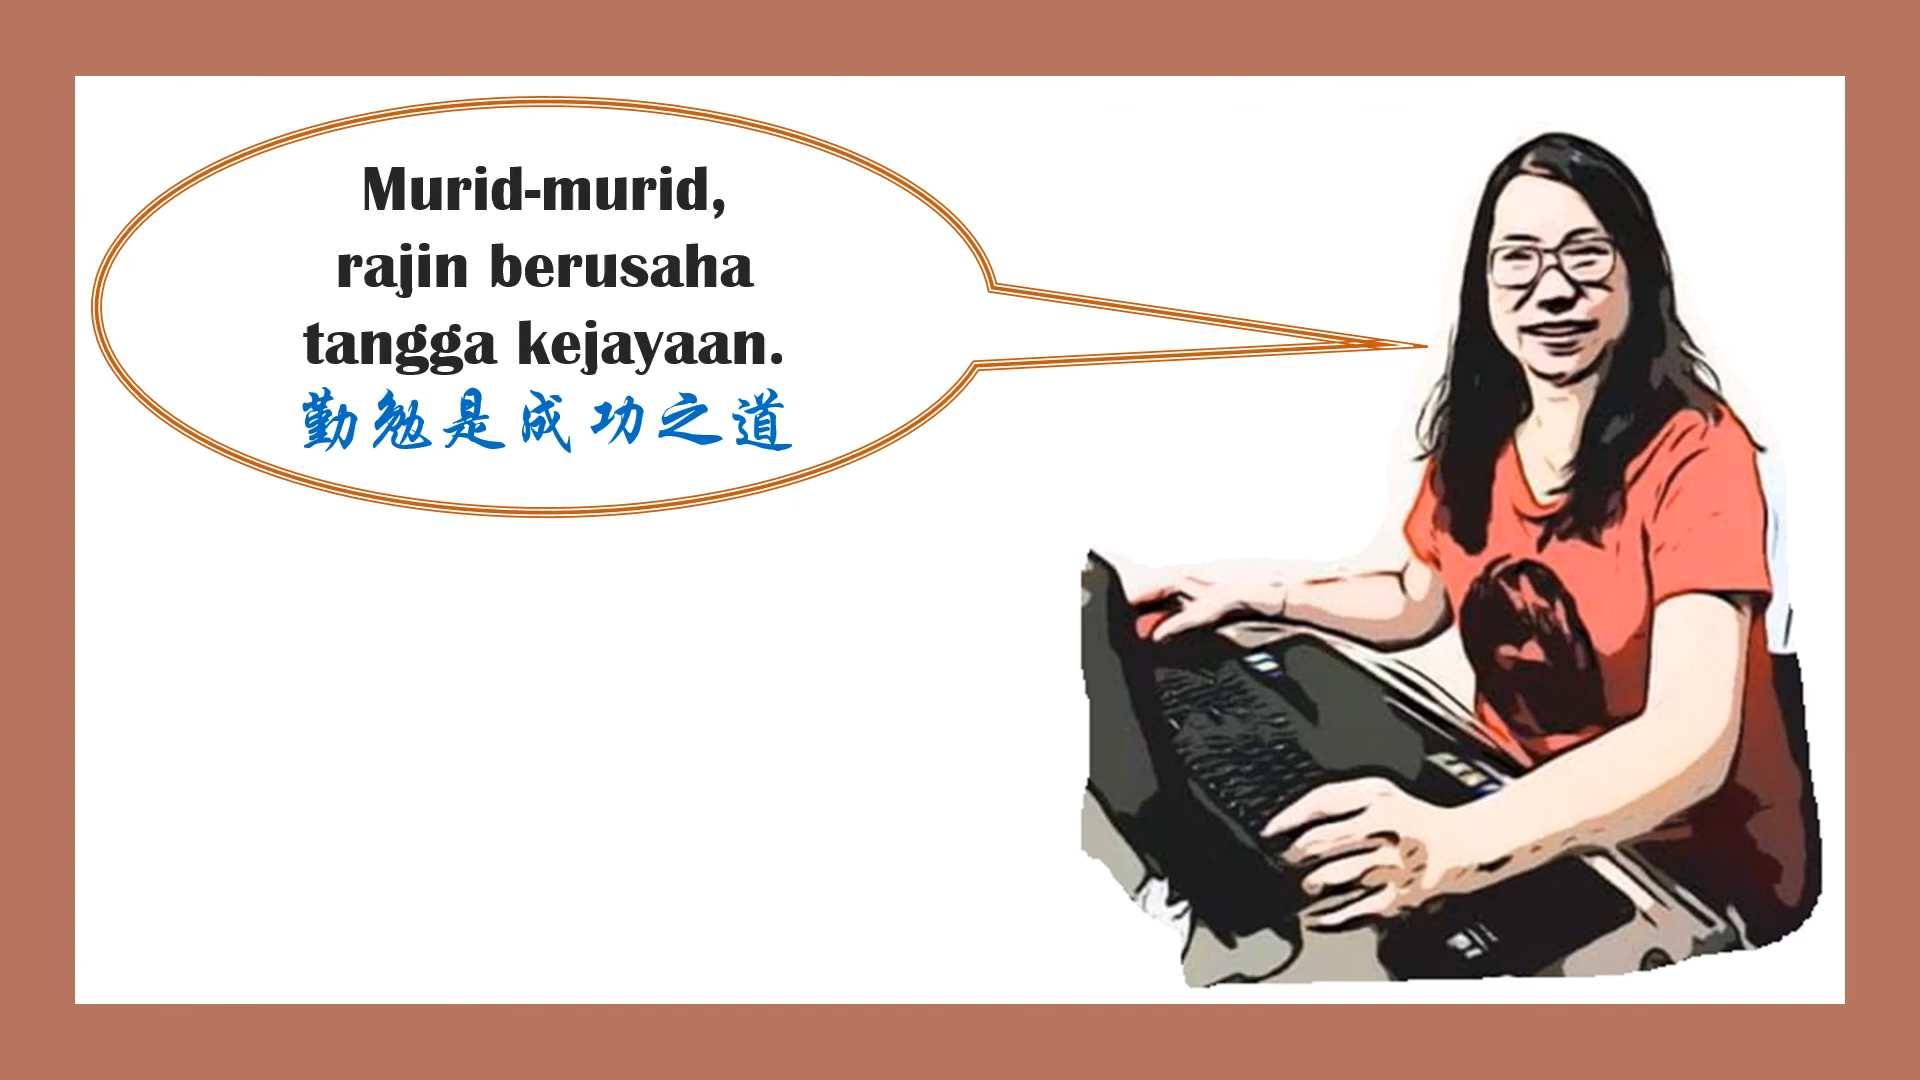 Murid-murid,
rajin berusaha
tangga kejayaan.
勤勉是成功之道